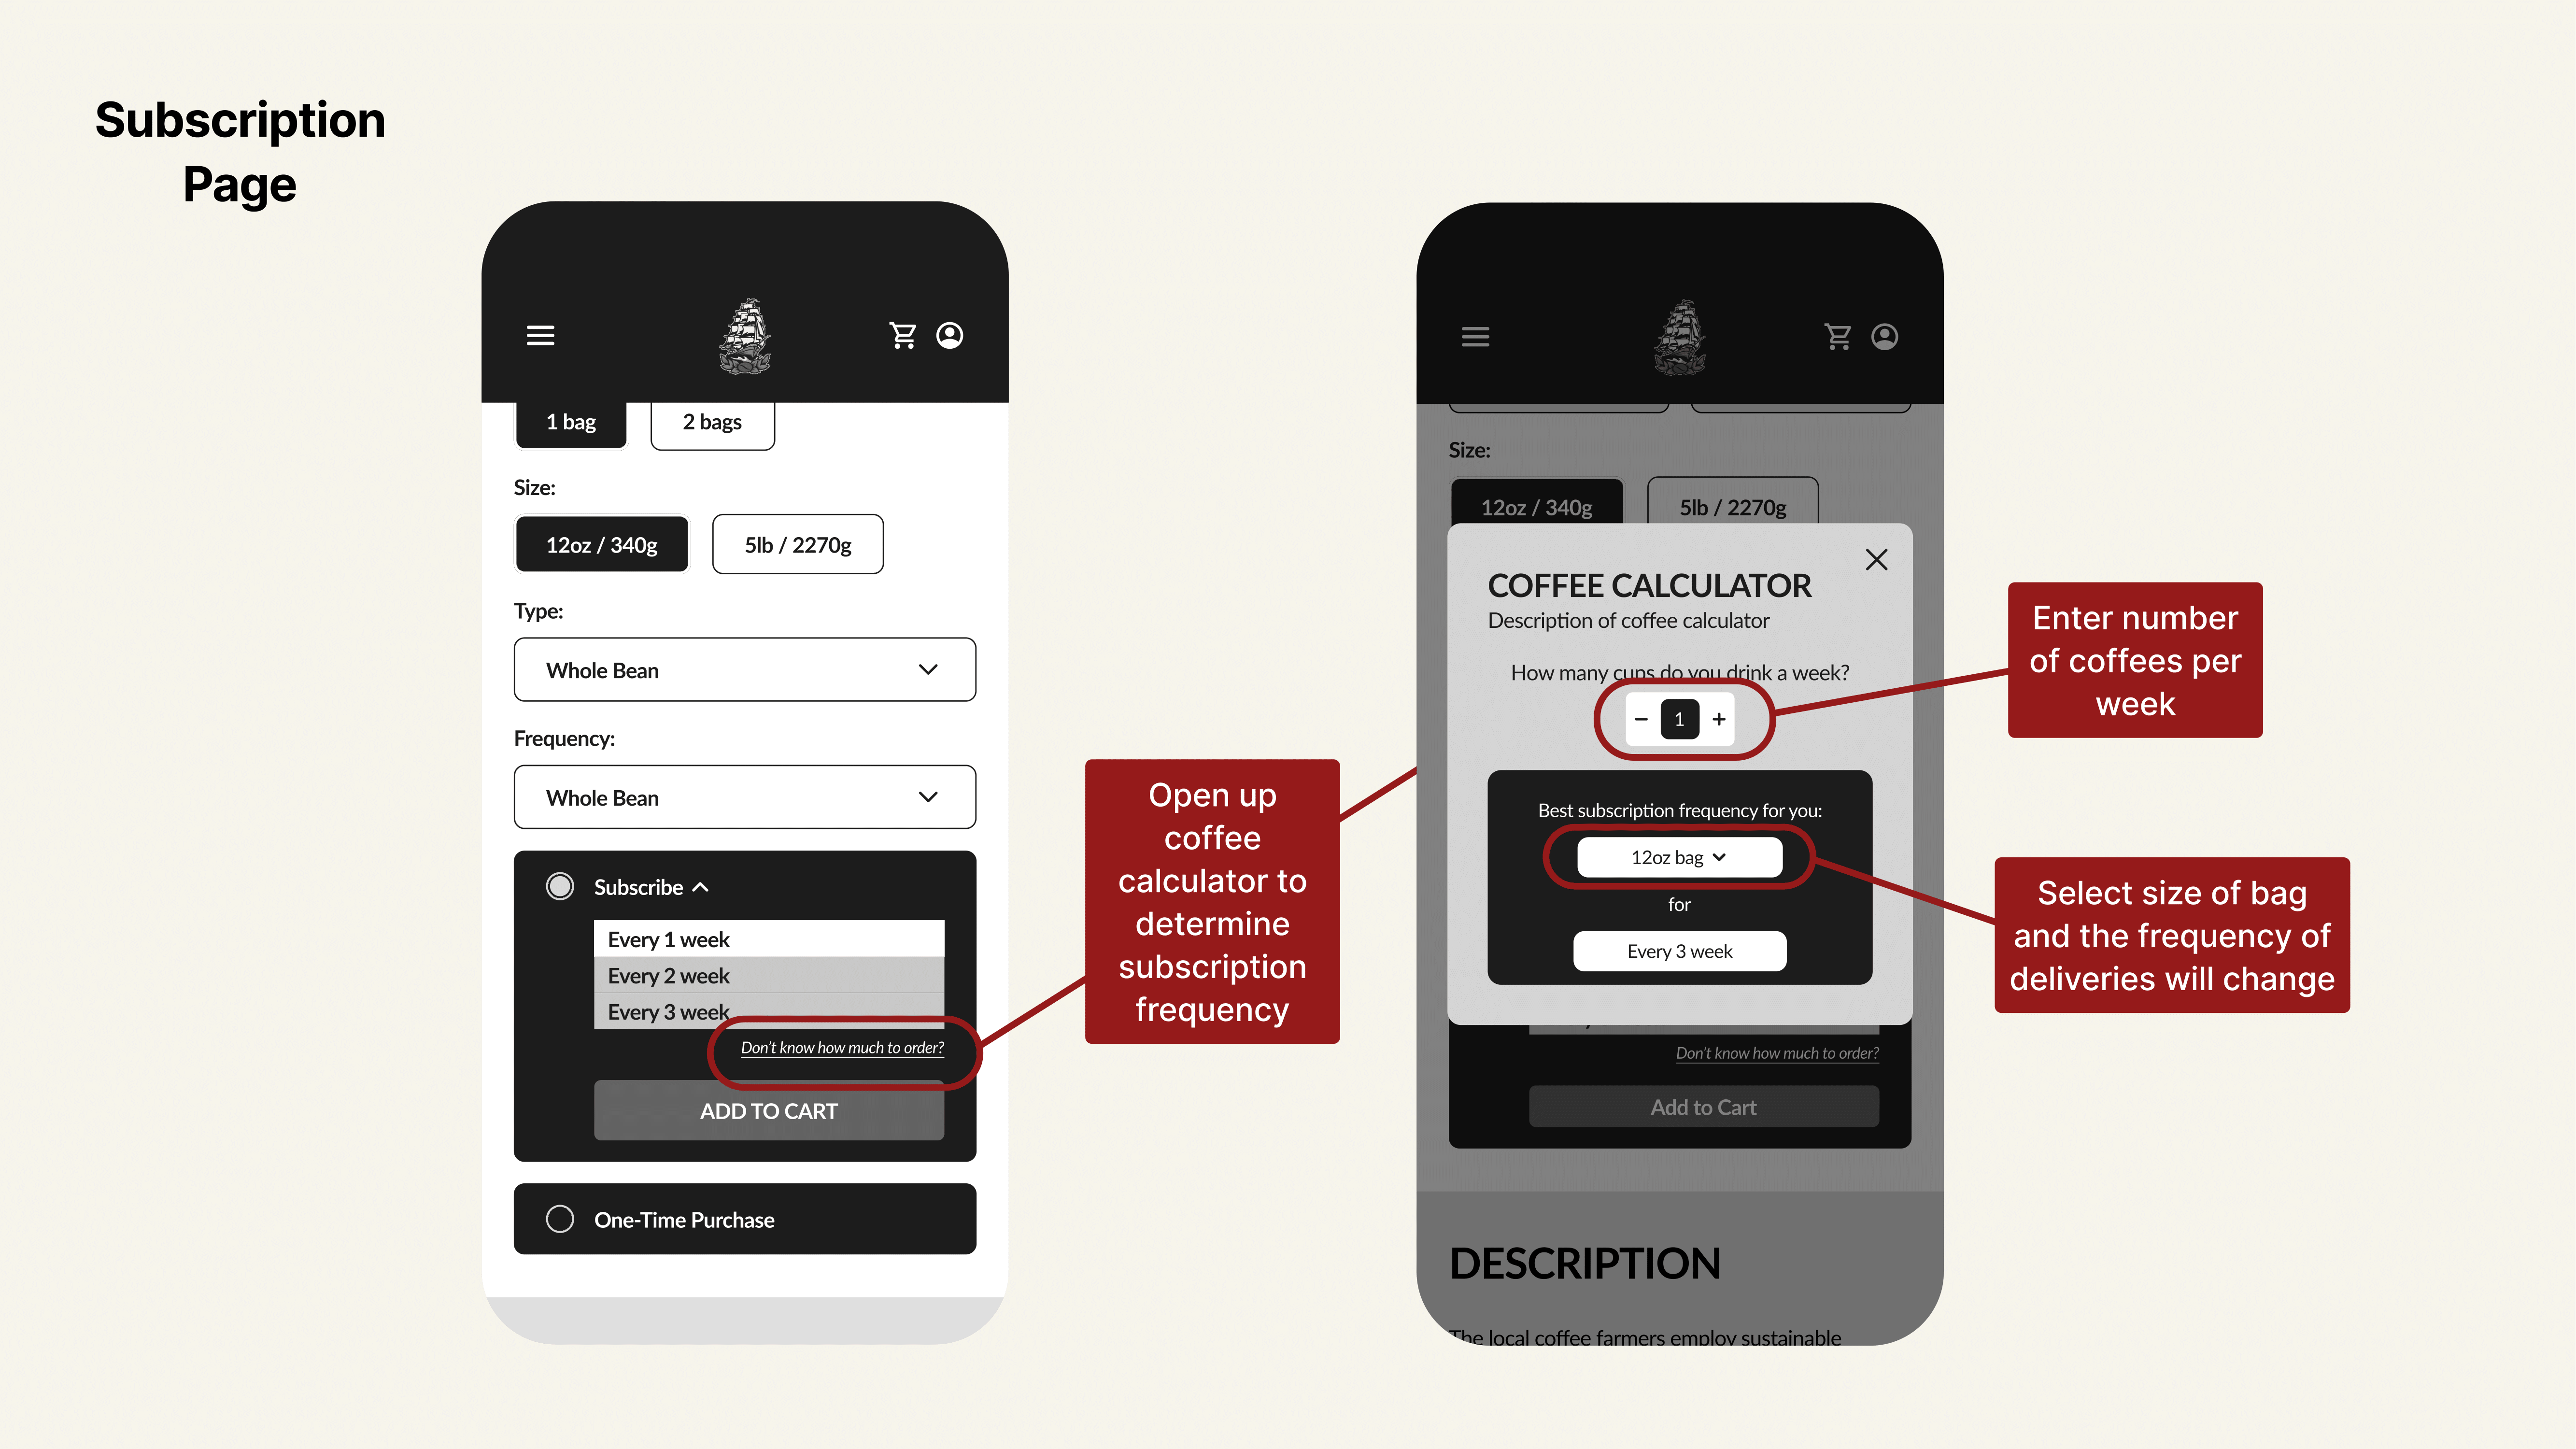 Subscription
Page
1 bag
2 bags
Size:
12oz / 340g
5lb / 2270g
Type:
Whole Bean
Frequency:
Whole Bean
Subscribe
Every 1 week
Every 2 week
Every 3 week
Don't know how much to order?
ADD TO CART
One-Time Purchase
Open up
coffee
calculator to
determine
subscription
frequency
Size:
12oz / 340g
5lb / 2270g
COFFEE CALCULATOR
Description of coffee calculator
How many cups do you drink a week?
− 1 +
Best subscription frequency for you:
12oz bag
for
Every 3 week
Don't know how much to order?
Add to Cart
DESCRIPTION
The local coffee farmers employ sustainable
Enter number
of coffees per
week
Select size of bag
and the frequency of
deliveries will change